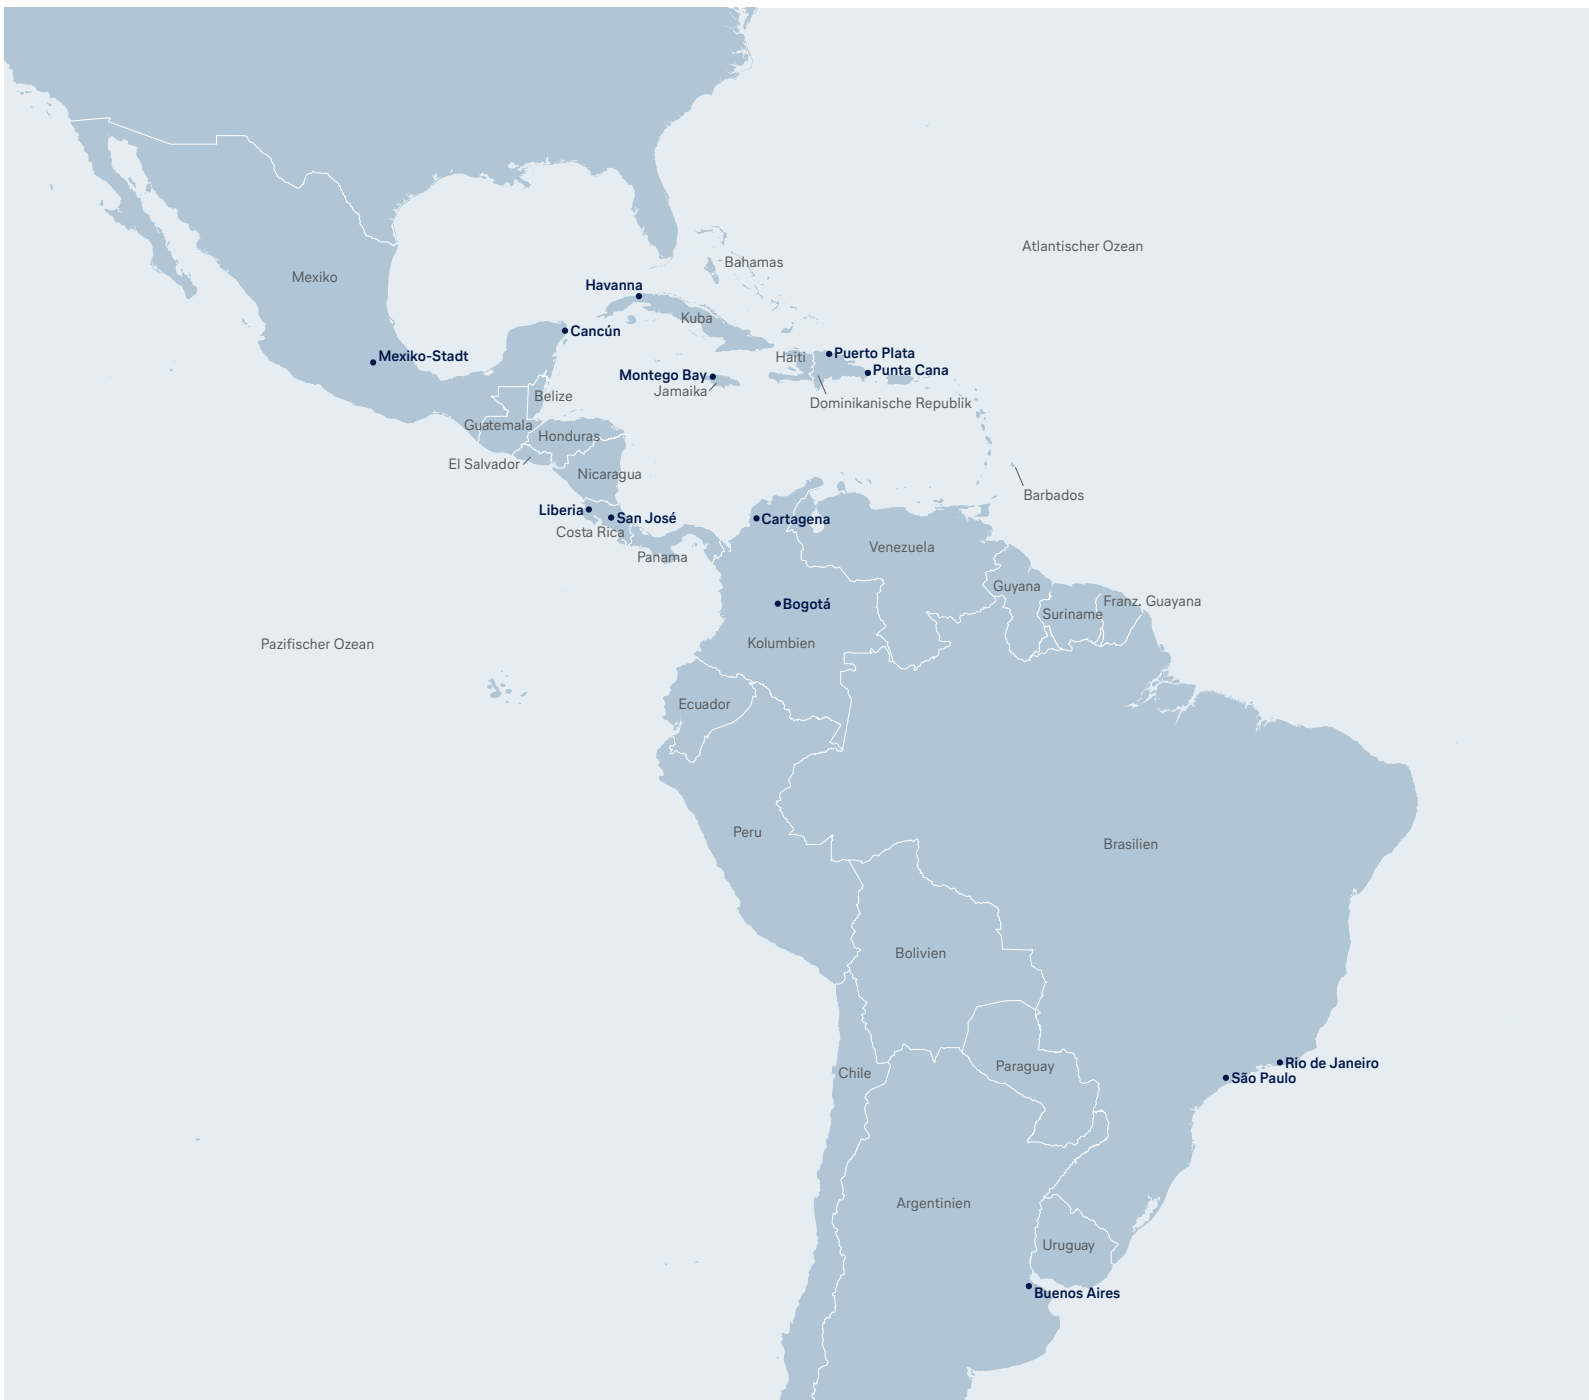 Atlantischer Ozean
Bahamas
Mexiko
Havanna
Kuba
Cancún
Mexiko-Stadt
Haiti
Puerto Plata
Punta Cana
Montego Bay
Jamaika
Belize
Dominikanische Republik
Guatemala
Honduras
El Salvador
Nicaragua
Barbados
Liberia
San José
Cartagena
Costa Rica
Panama
Venezuela
Guyana
Franz. Guayana
Suriname
Bogotá
Kolumbien
Pazifischer Ozean
Ecuador
Peru
Brasilien
Bolivien
Rio de Janeiro
Paraguay
Chile
São Paulo
Argentinien
Uruguay
Buenos Aires